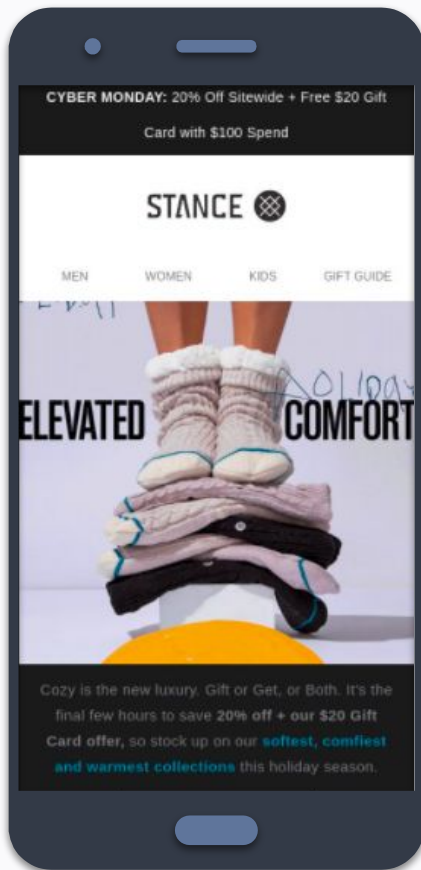 CYBER MONDAY: 20% Off Sitewide + Free $20 Gift
Card with $100 Spend
STANCE
MEN WOMEN KIDS GIFT GUIDE
HOLIDAY
ELEVATED COMFORT
Cozy is the new luxury. Gift or Get, or Both. It's the
final few hours to save 20% off + our $20 Gift
Card offer, so stock up on our softest, comfiest
and warmest collections this holiday season.